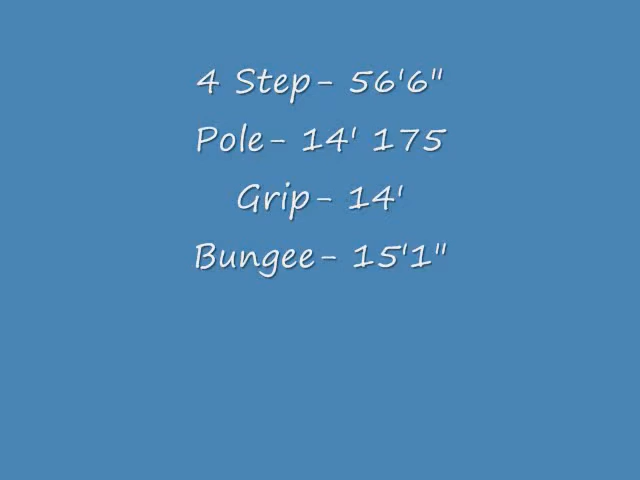 4 Step- 56'6"
Pole- 14' 175
Grip- 14'
Bungee- 15'1"